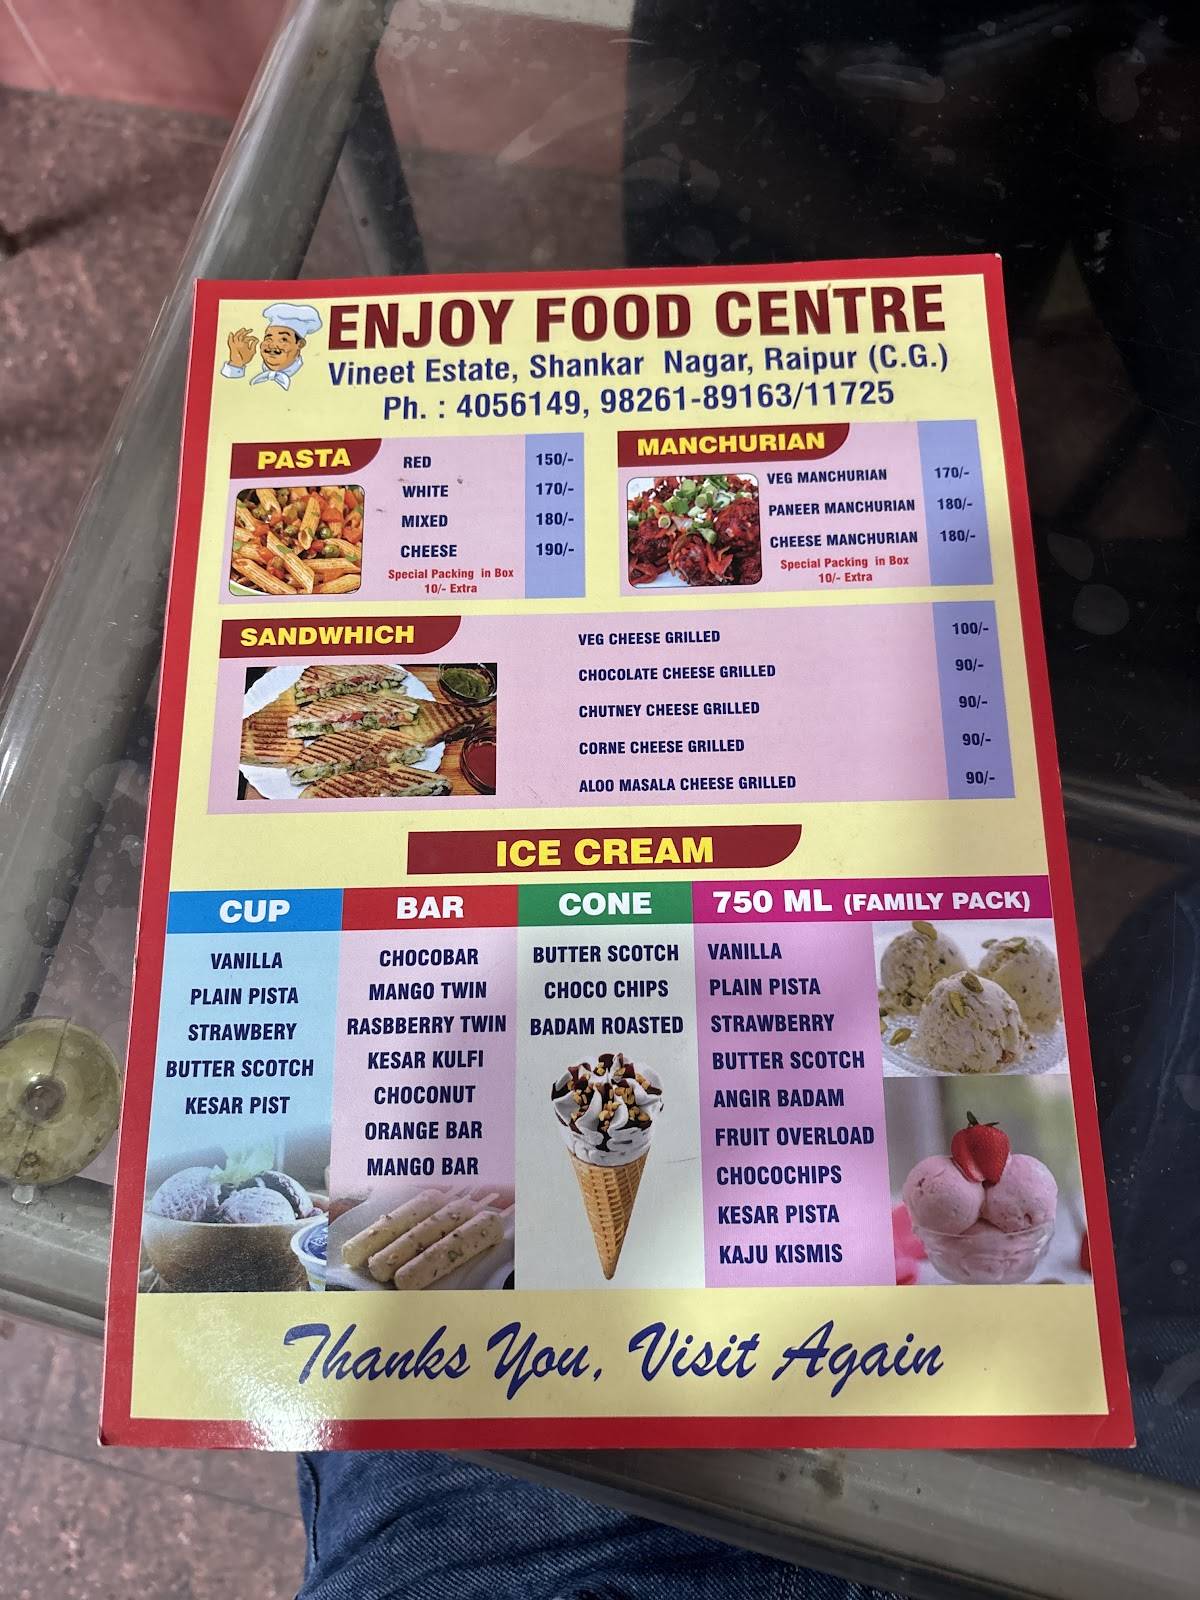 ENJOY FOOD CENTRE
Vineet Estate, Shankar Nagar, Raipur (C.G.)
Ph. : 4056149, 98261-89163/11725
PASTA
RED 150/-
WHITE 170/-
MIXED 180/-
CHEESE 190/-
Special Packing in Box
10/- Extra
MANCHURIAN
VEG MANCHURIAN 170/-
PANEER MANCHURIAN 180/-
CHEESE MANCHURIAN 180/-
Special Packing in Box
10/- Extra
SANDWHICH
VEG CHEESE GRILLED 100/-
CHOCOLATE CHEESE GRILLED 90/-
CHUTNEY CHEESE GRILLED 90/-
CORNE CHEESE GRILLED 90/-
ALOO MASALA CHEESE GRILLED 90/-
ICE CREAM
CUP
VANILLA
PLAIN PISTA
STRAWBERY
BUTTER SCOTCH
KESAR PIST
BAR
CHOCOBAR
MANGO TWIN
RASBBERRY TWIN
KESAR KULFI
CHOCONUT
ORANGE BAR
MANGO BAR
CONE
BUTTER SCOTCH
CHOCO CHIPS
BADAM ROASTED
750 ML (FAMILY PACK)
VANILLA
PLAIN PISTA
STRAWBERRY
BUTTER SCOTCH
ANGIR BADAM
FRUIT OVERLOAD
CHOCOCHIPS
KESAR PISTA
KAJU KISMIS
Thanks You, Visit Again